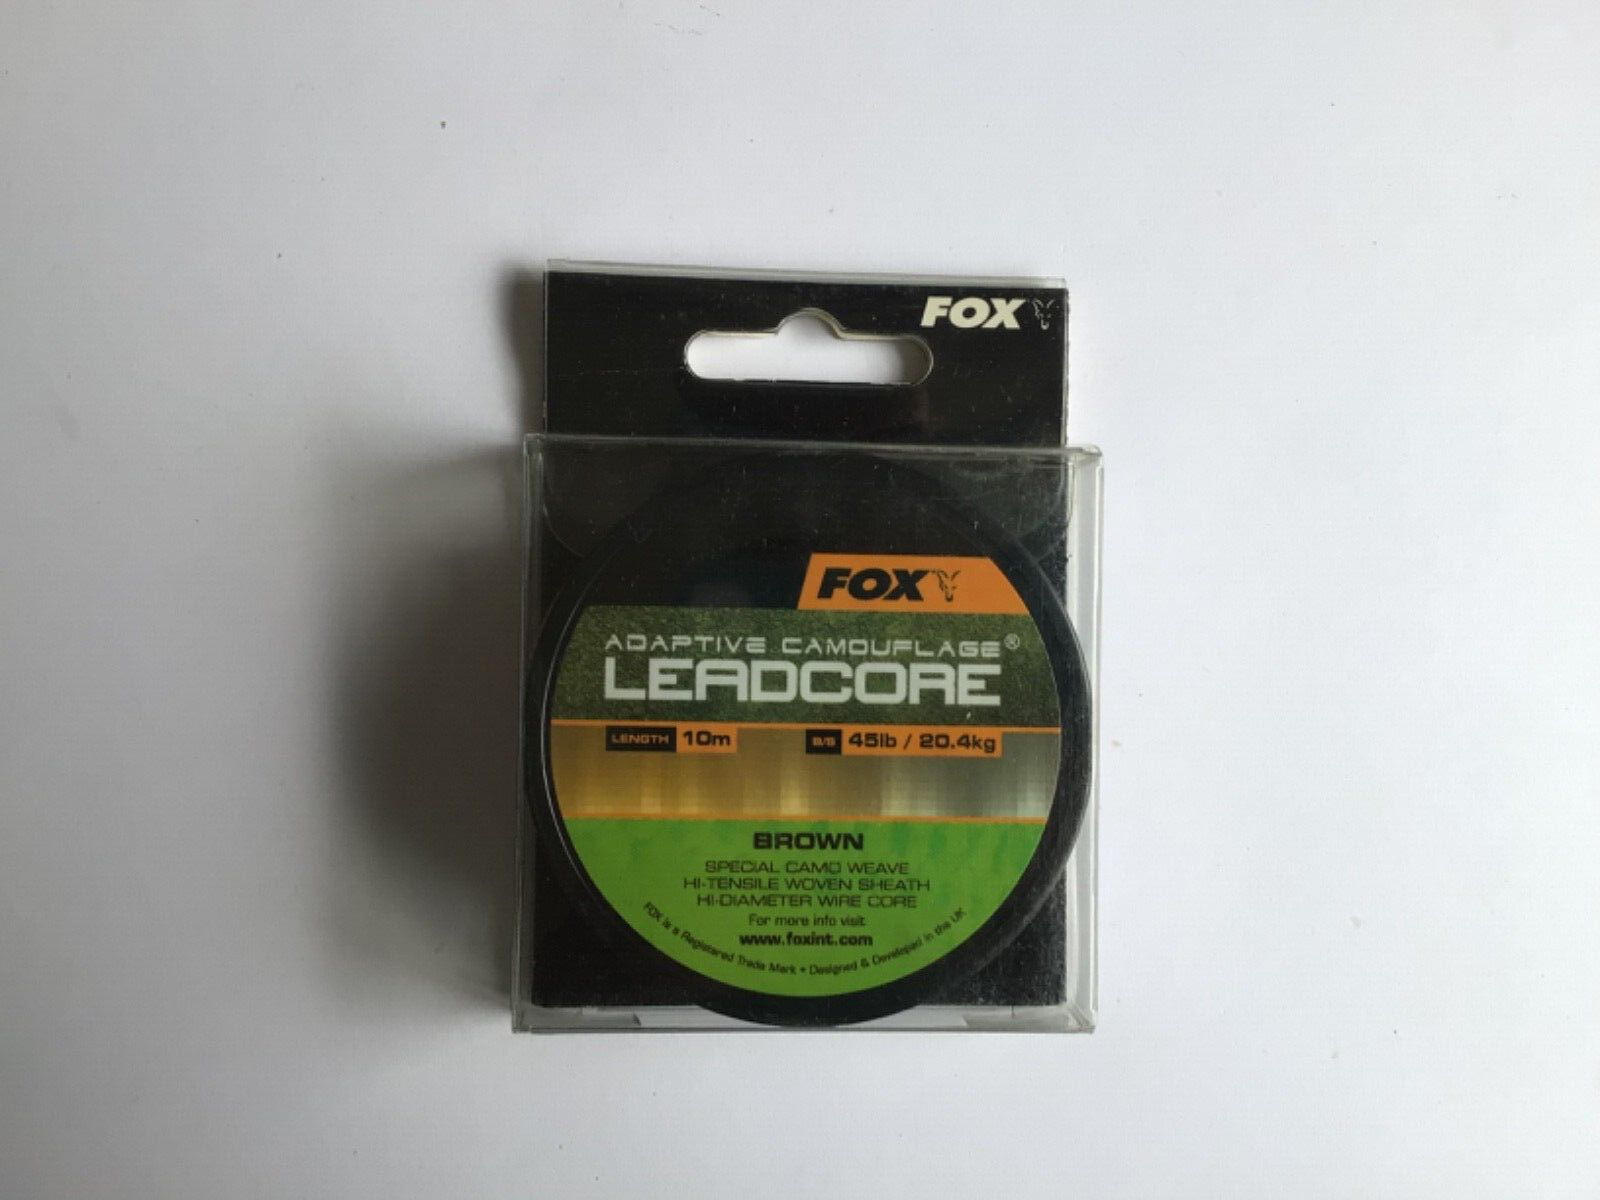 FOX
FOX
ADAPTIVE CAMOUFLAGE®
LEADCORE
LENGTH 10m B/S 45lb / 20.4kg
BROWN
SPECIAL CAMO WEAVE
HI-TENSILE WOVEN SHEATH
HI-DIAMETER WIRE CORE
For more info visit
www.foxint.com
FOX is a Registered Trade Mark • Designed & Developed in the UK